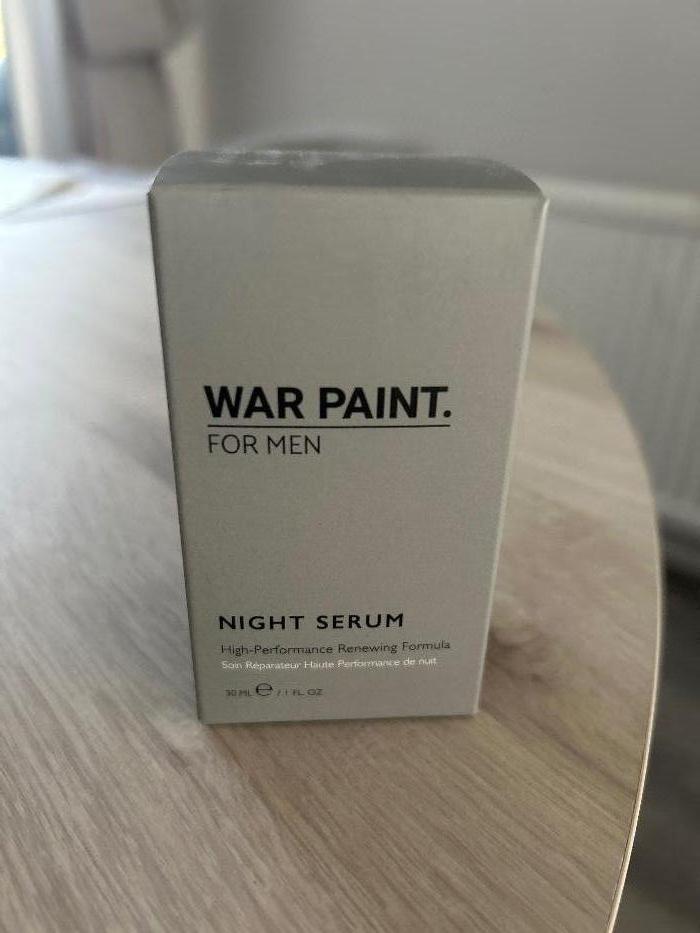 WAR PAINT.
FOR MEN
NIGHT SERUM
High-Performance Renewing Formula
Soin Réparateur Haute Performance de nuit
30 ML ℮ / 1 FL. OZ